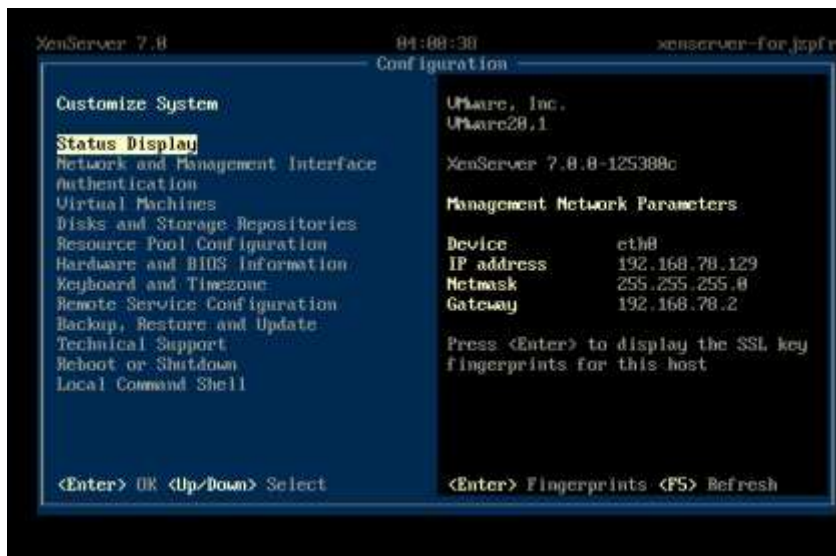 XenServer 7.0 04:00:38 xenserver-forjzpfr
Configuration
Customize System
Status Display
Network and Management Interface
Authentication
Virtual Machines
Disks and Storage Repositories
Resource Pool Configuration
Hardware and BIOS Information
Keyboard and Timezone
Remote Service Configuration
Backup, Restore and Update
Technical Support
Reboot or Shutdown
Local Command Shell
<Enter> OK <Up/Down> Select
VMware, Inc.
VMware20,1
XenServer 7.0.0-125380c
Management Network Parameters
Device eth0
IP address 192.168.78.129
Netmask 255.255.255.0
Gateway 192.168.78.2
Press <Enter> to display the SSL key
fingerprints for this host
<Enter> Fingerprints <F5> Refresh